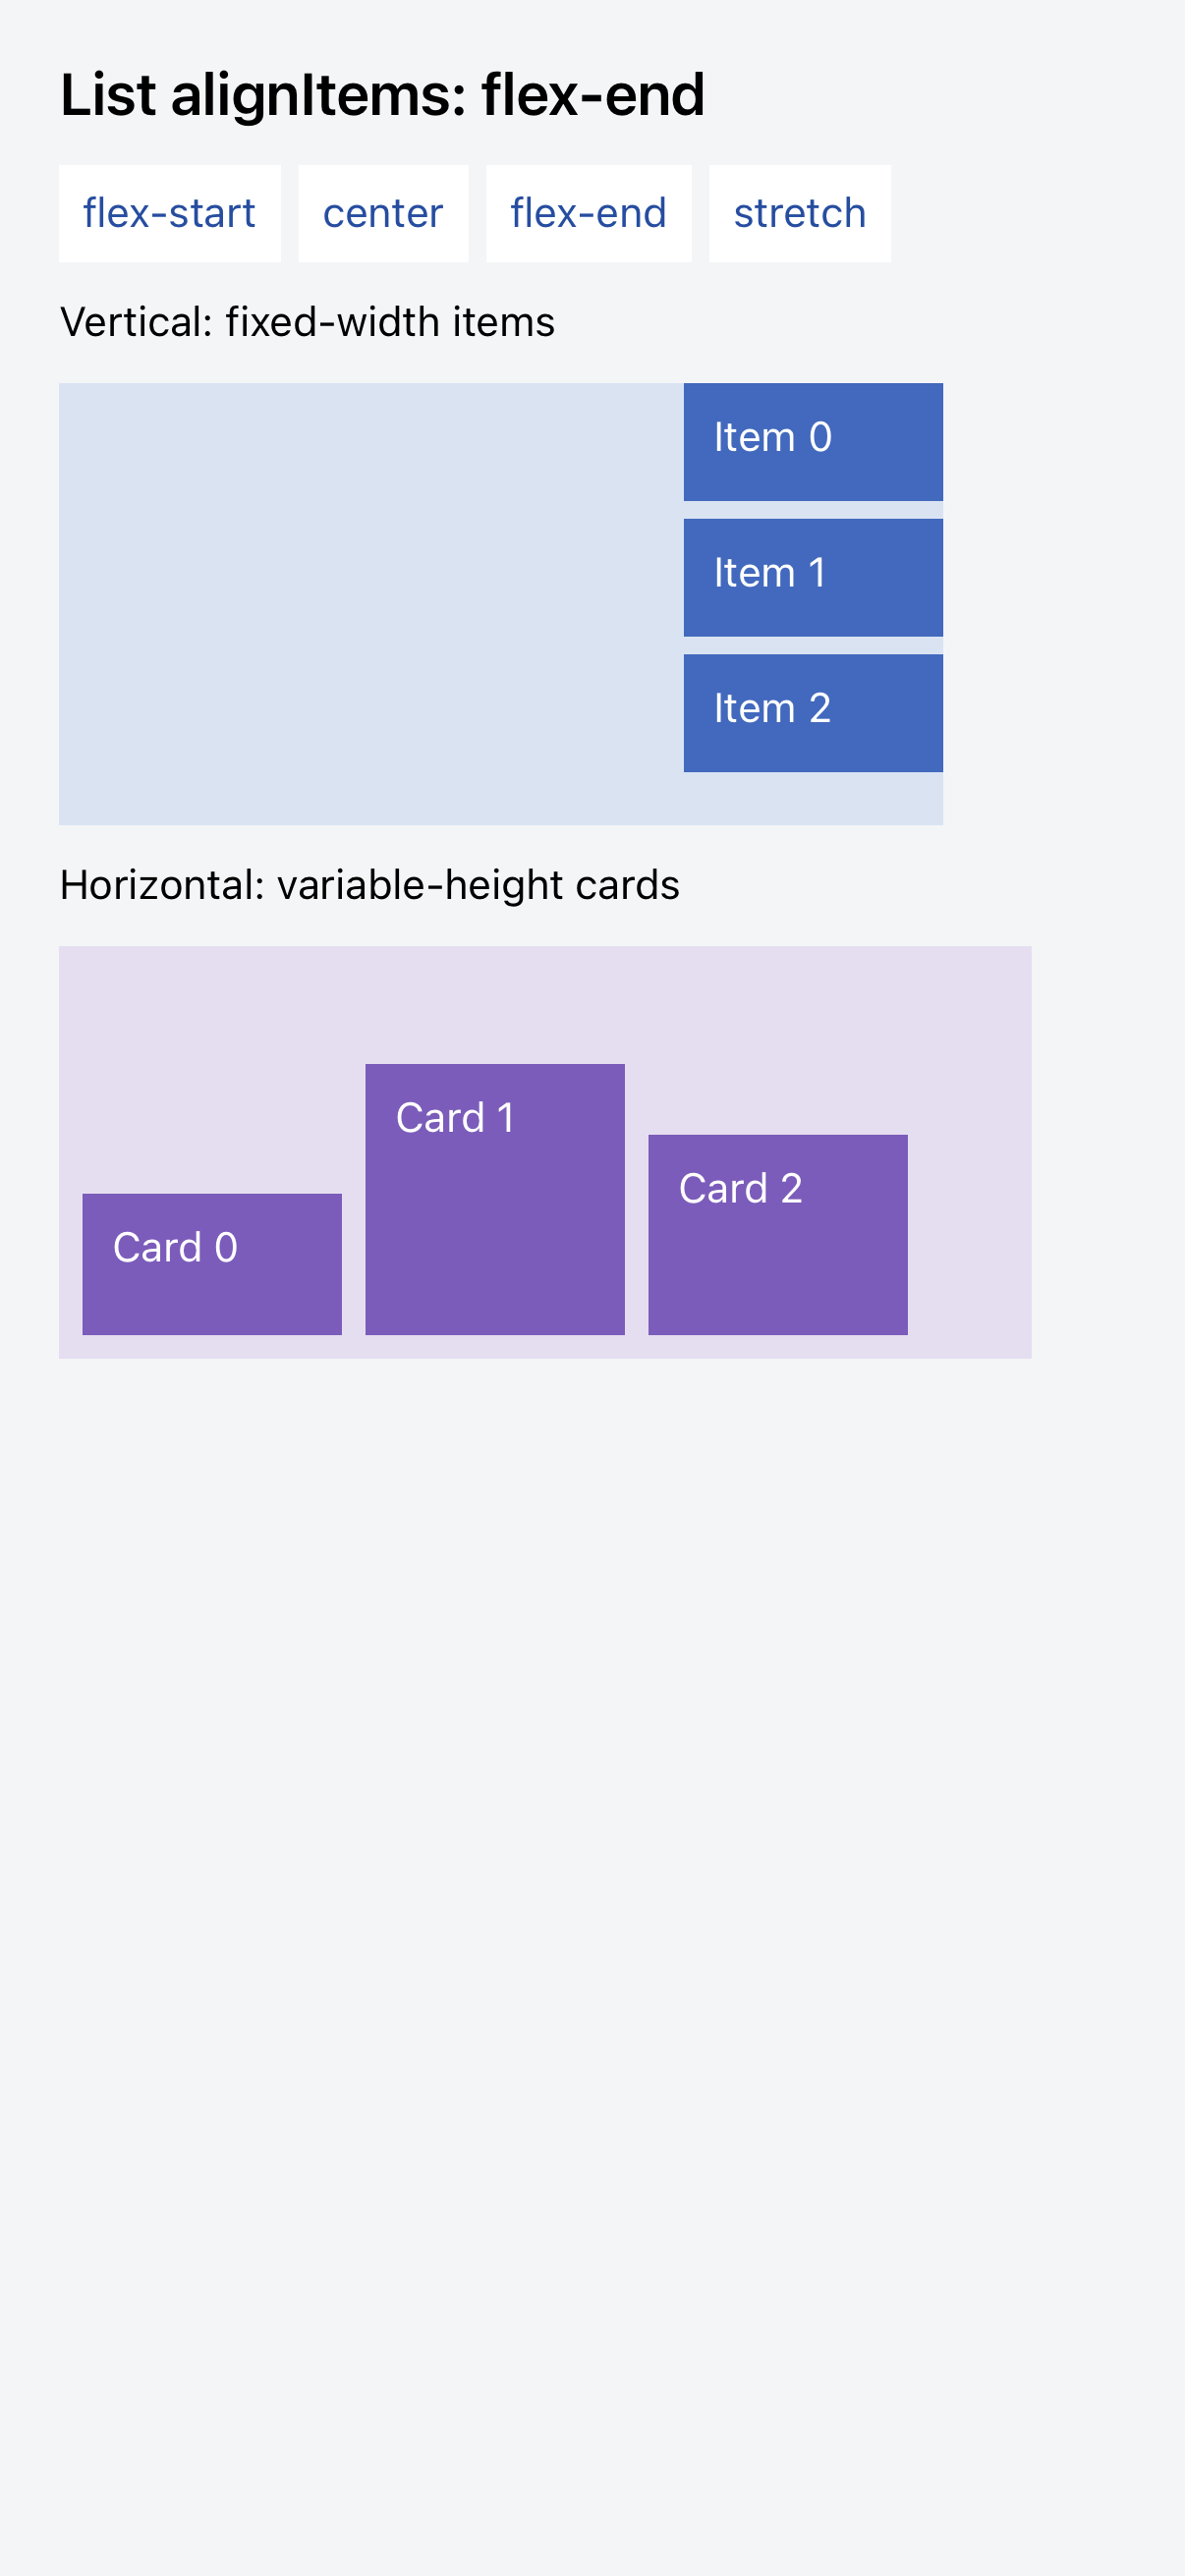 List alignItems: flex-end
flex-start center flex-end stretch
Vertical: fixed-width items
Item 0
Item 1
Item 2
Horizontal: variable-height cards
Card 0 Card 1 Card 2